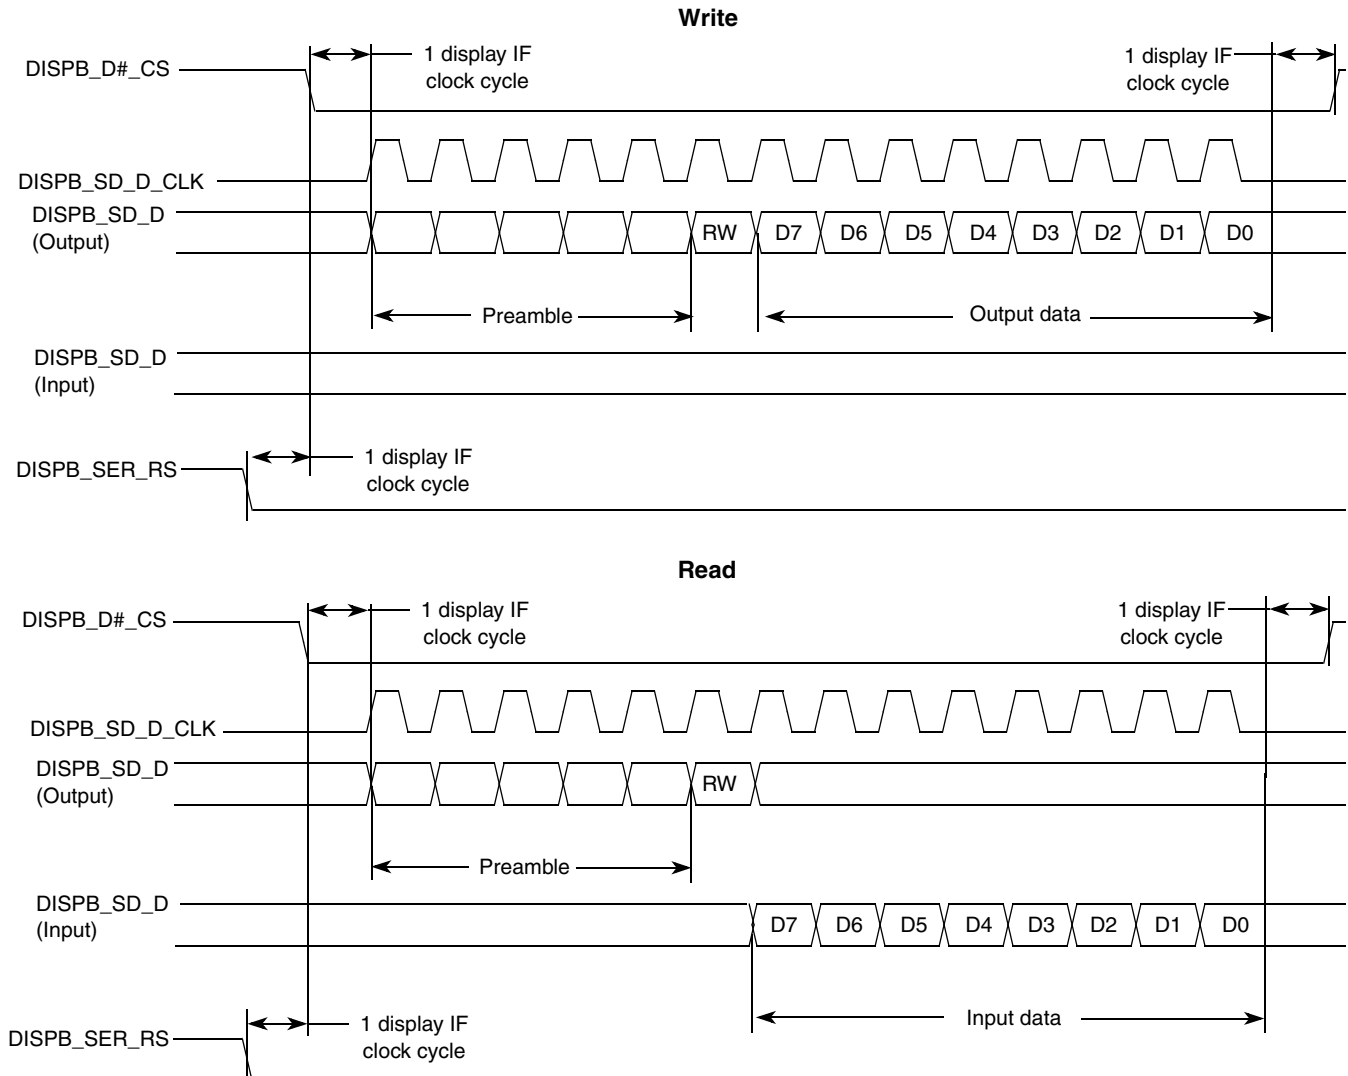 Write
1 display IF
clock cycle
1 display IF
clock cycle
DISPB_D#_CS
DISPB_SD_D_CLK
DISPB_SD_D
(Output)
RW D7 D6 D5 D4 D3 D2 D1 D0
Preamble
Output data
DISPB_SD_D
(Input)
DISPB_SER_RS
1 display IF
clock cycle
Read
1 display IF
clock cycle
1 display IF
clock cycle
DISPB_D#_CS
DISPB_SD_D_CLK
DISPB_SD_D
(Output)
RW
Preamble
DISPB_SD_D
(Input)
D7 D6 D5 D4 D3 D2 D1 D0
Input data
DISPB_SER_RS
1 display IF
clock cycle